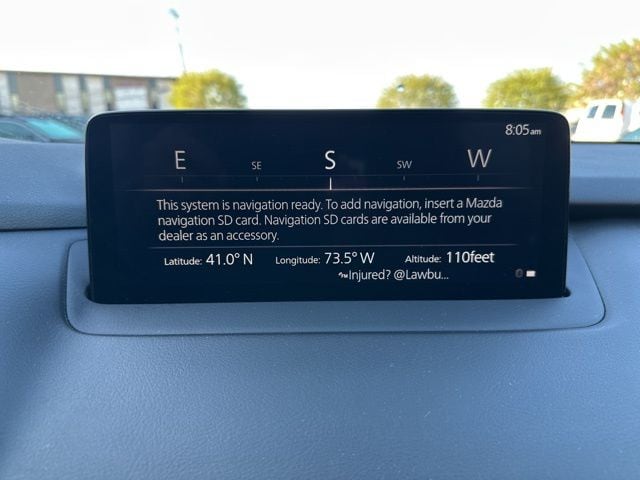 8:05am
E SE S SW W
This system is navigation ready. To add navigation, insert a Mazda
navigation SD card. Navigation SD cards are available from your
dealer as an accessory.
Latitude: 41.0° N Longitude: 73.5° W Altitude: 110feet
Injured? @Lawbu...